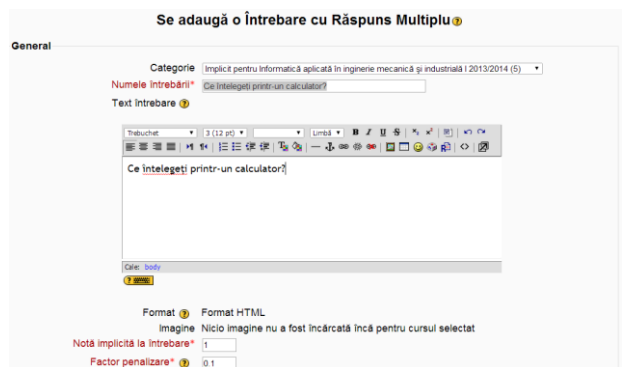 Se adaugă o Întrebare cu Răspuns Multiplu
General
Categorie Implicit pentru Informatică aplicată în inginerie mecanică şi industrială I 2013/2014 (5)
Numele întrebării* Ce întelegeţi printr-un calculator?
Text întrebare
Trebuchet 3 (12 pt) Limbă B I U S
Ce întelegeţi printr-un calculator?
Cale: body
Format Format HTML
Imagine Nicio imagine nu a fost încărcată încă pentru cursul selectat
Notă implicită la întrebare* 1
Factor penalizare* 0.1